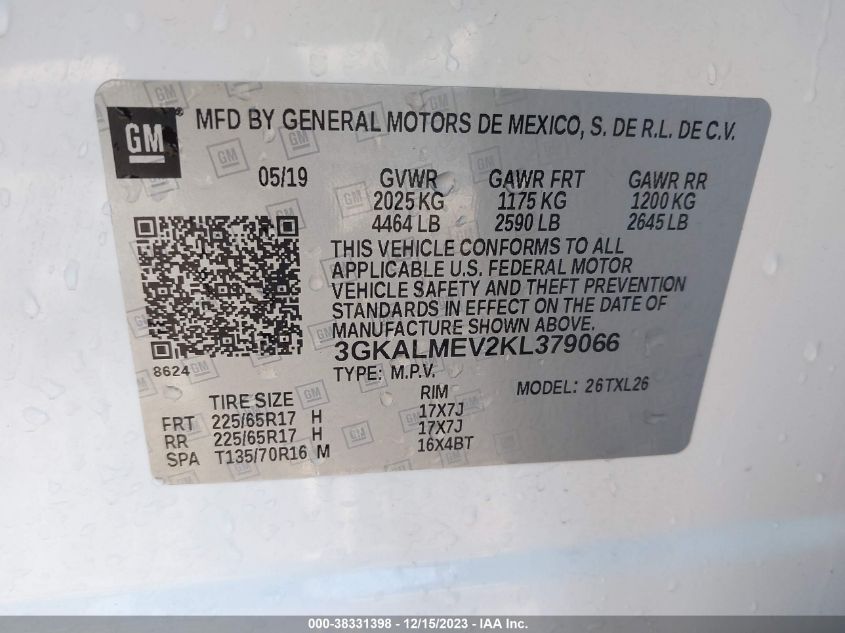 GM MFD BY GENERAL MOTORS DE MEXICO, S. DE R.L. DE C.V.
05/19 GVWR GAWR FRT GAWR RR
2025 KG 1175 KG 1200 KG
4464 LB 2590 LB 2645 LB
THIS VEHICLE CONFORMS TO ALL
APPLICABLE U.S. FEDERAL MOTOR
VEHICLE SAFETY AND THEFT PREVENTION
STANDARDS IN EFFECT ON THE DATE OF
MANUFACTURE SHOWN ABOVE.
8624 3GKALMEV2KL379066
TYPE: M.P.V. MODEL: 26TXL26
TIRE SIZE RIM
FRT 225/65R17 H 17X7J
RR 225/65R17 H 17X7J
SPA T135/70R16 M 16X4BT
000-38331398 - 12/15/2023 - IAA Inc.